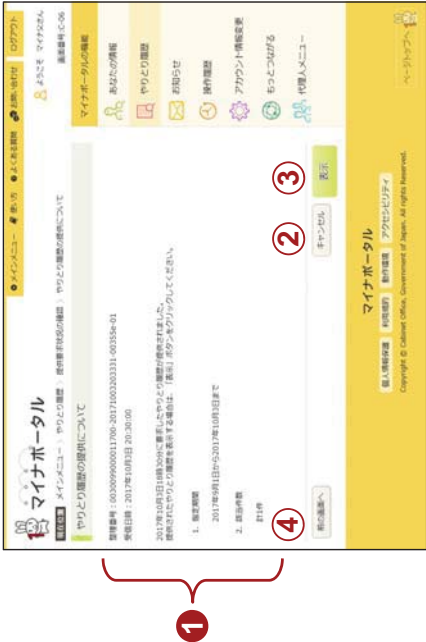 メインメニュー 使い方 よくある質問 お問い合わせ ログアウト
マイナポータル
ようこそ マイナ父さん
現在位置 メインメニュー 〉 やりとり履歴 〉 提供要求状況の確認 〉 やりとり履歴の提供について
画面番号:C-06
やりとり履歴の提供について
整理番号:0030099000011700-20171003203331-00355e-01
受信日時:2017年10月3日 20:30:00
2017年10月3日18時30分に要求したやりとり履歴が提供されました。
提供されたやりとり履歴を表示する場合は、「表示」ボタンをクリックしてください。
1. 指定期間
2017年9月1日から2017年10月3日まで
2. 該当件数
計1件
1
4
前の画面へ
2
キャンセル
3
表示
マイナポータルの機能
あなたの情報
やりとり履歴
お知らせ
操作履歴
アカウント情報変更
もっとつながる
代理人メニュー
マイナポータル
個人情報保護 利用規約 動作環境 アクセシビリティ
Copyright © Cabinet Office, Government of Japan. All rights Reserved.
ページトップへ